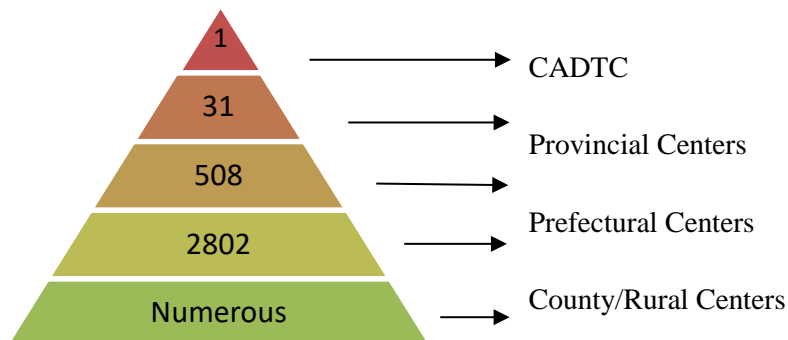 1
CADTC
31
Provincial Centers
508
Prefectural Centers
2802
County/Rural Centers
Numerous